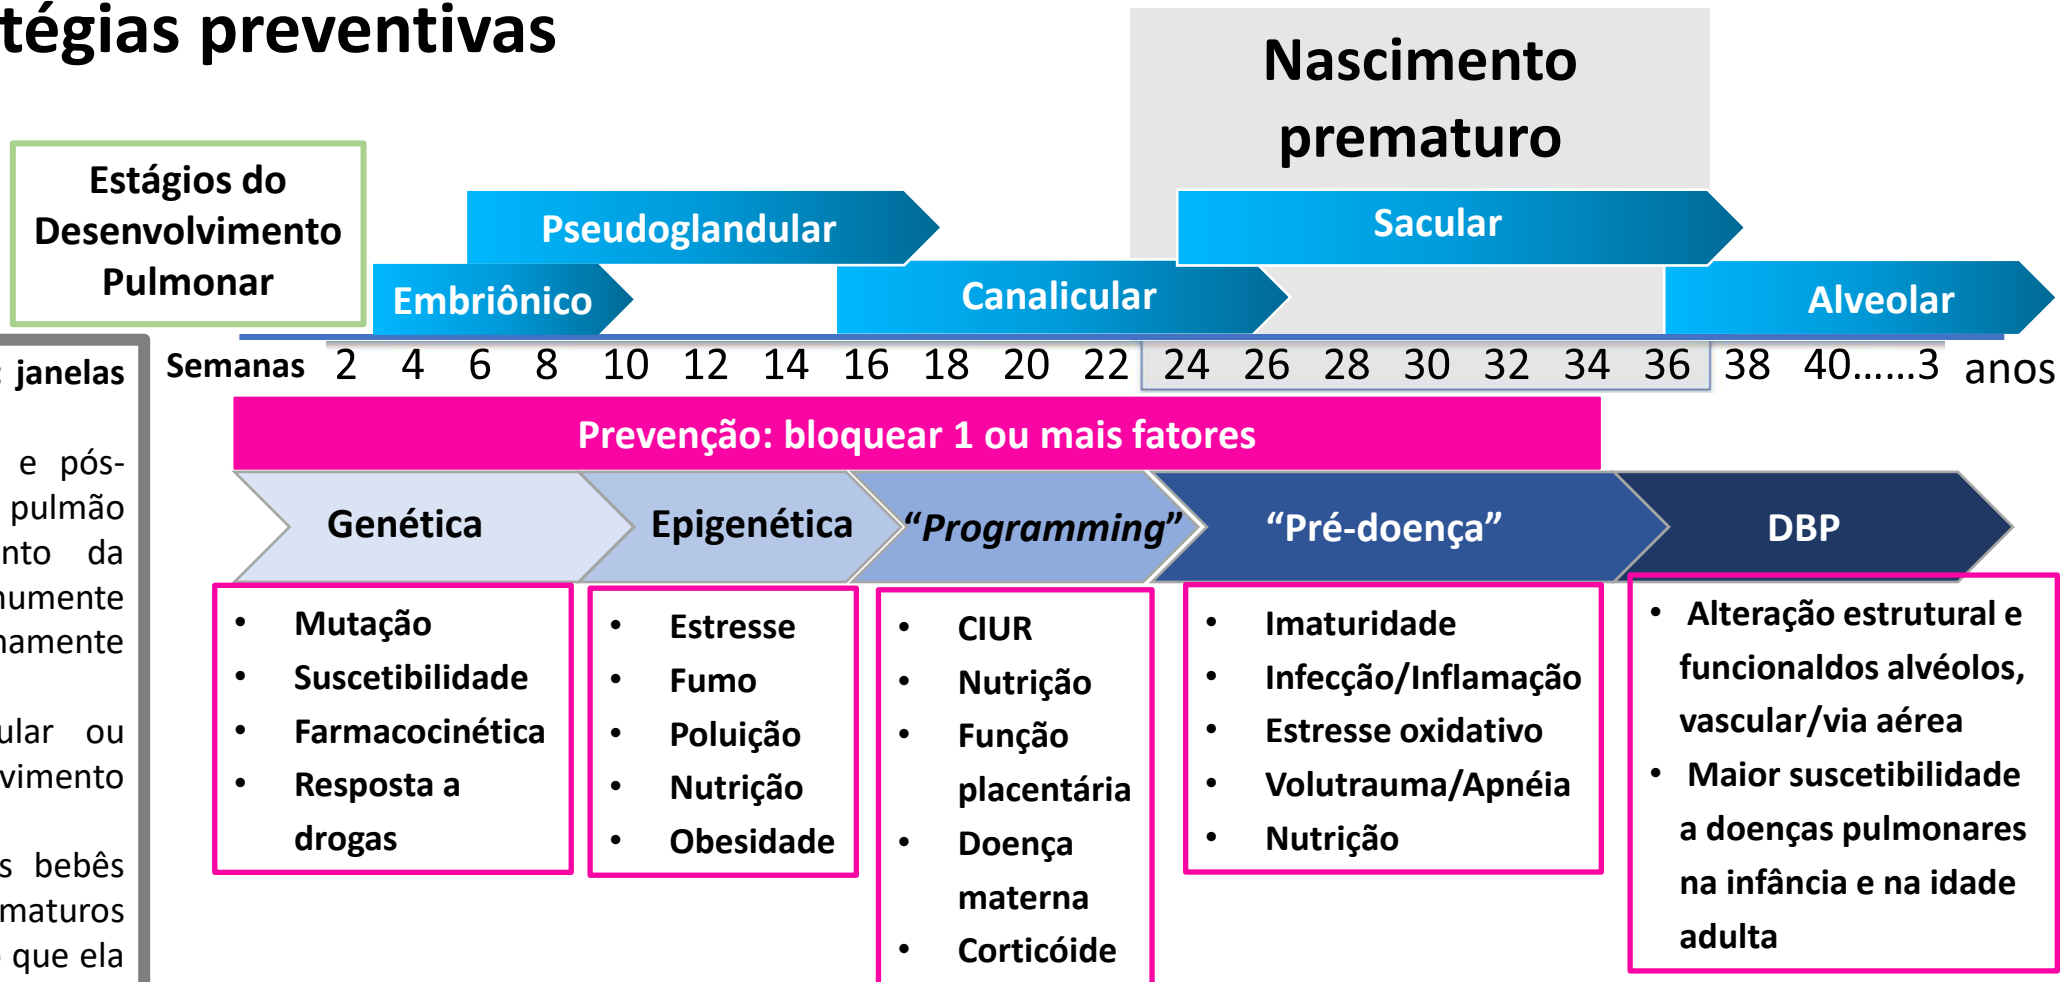 tégias preventivas
Nascimento
prematuro
Estágios do
Desenvolvimento
Pulmonar
Pseudoglandular
Sacular
Embriônico
Canalicular
Alveolar
Semanas 2 4 6 8 10 12 14 16 18 20 22 24 26 28 30 32 34 36 38 40......3 anos
: janelas
e pós-
pulmão
nto da
numente
namente
ular ou
vimento
s bebês
maturos
o que ela
Prevenção: bloquear 1 ou mais fatores
Genética
Epigenética
“Programming”
“Pré-doença”
DBP
• Mutação
• Suscetibilidade
• Farmacocinética
• Resposta a
drogas
• Estresse
• Fumo
• Poluição
• Nutrição
• Obesidade
• CIUR
• Nutrição
• Função
placentária
• Doença
materna
• Corticóide
• Imaturidade
• Infecção/Inflamação
• Estresse oxidativo
• Volutrauma/Apnéia
• Nutrição
• Alteração estrutural e
funcionaldos alvéolos,
vascular/via aérea
• Maior suscetibilidade
a doenças pulmonares
na infância e na idade
adulta